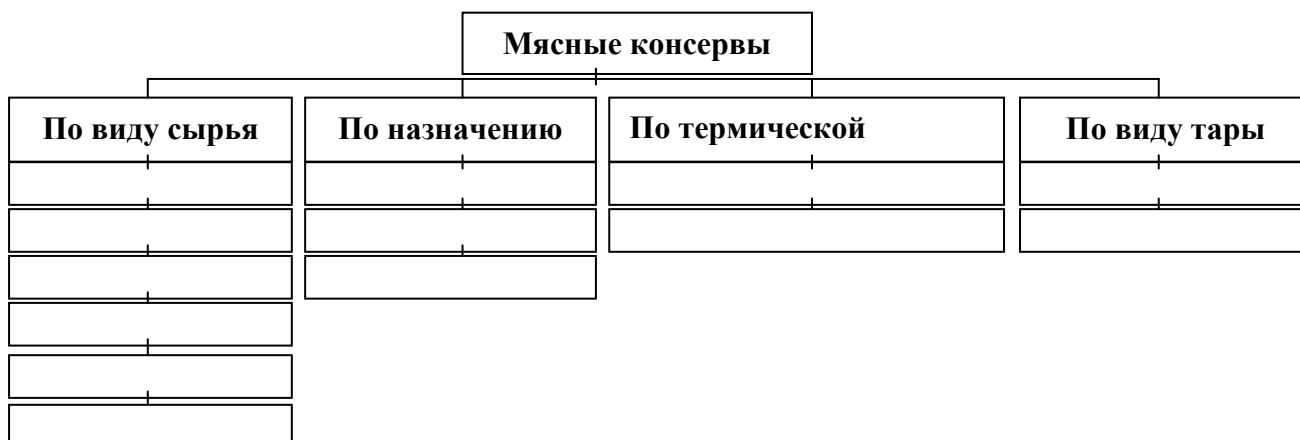 Мясные консервы
По виду сырья
По назначению
По термической
По виду тары